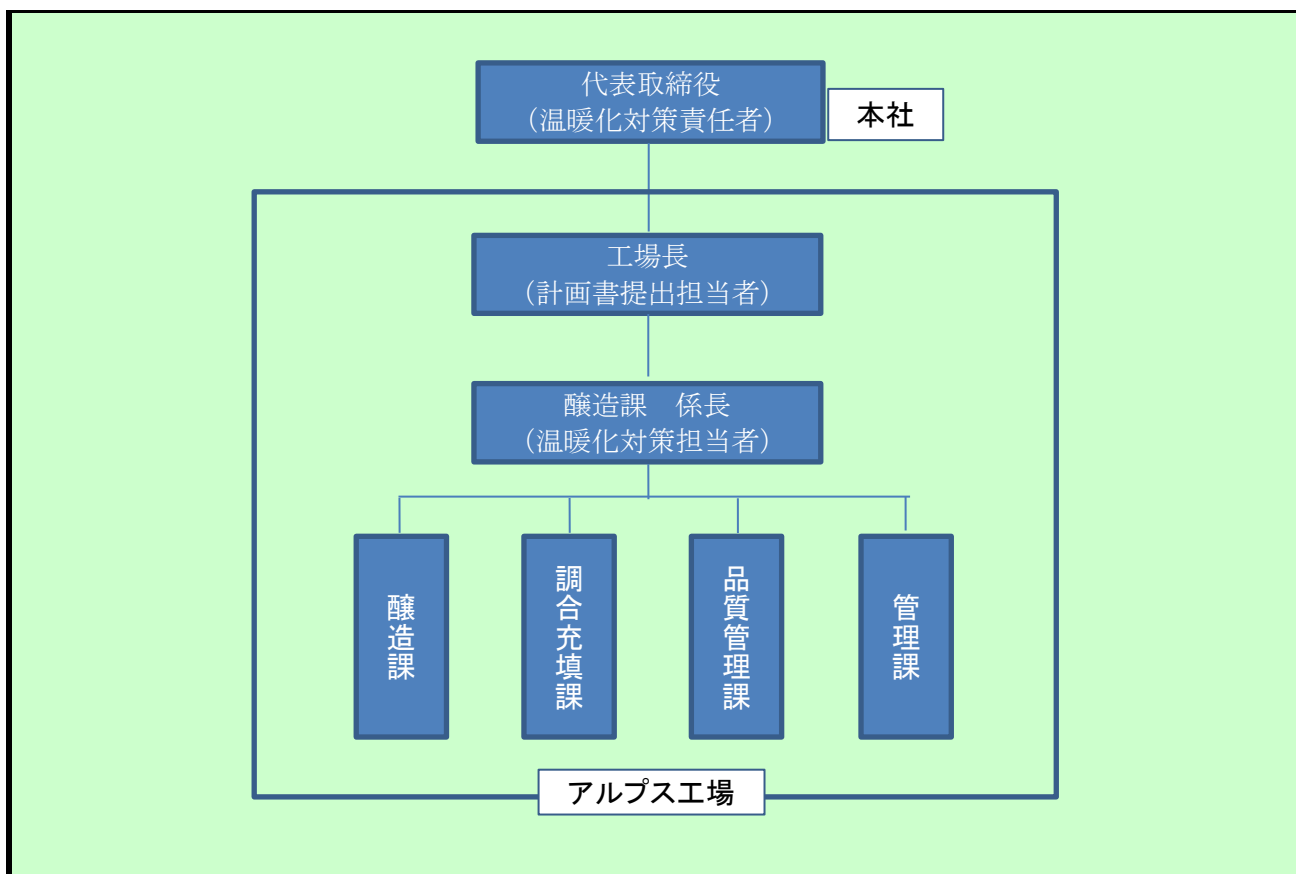 代表取締役
（温暖化対策責任者）
本社
工場長
（計画書提出担当者）
醸造課　係長
（温暖化対策担当者）
醸造課
調合充填課
品質管理課
管理課
アルプス工場